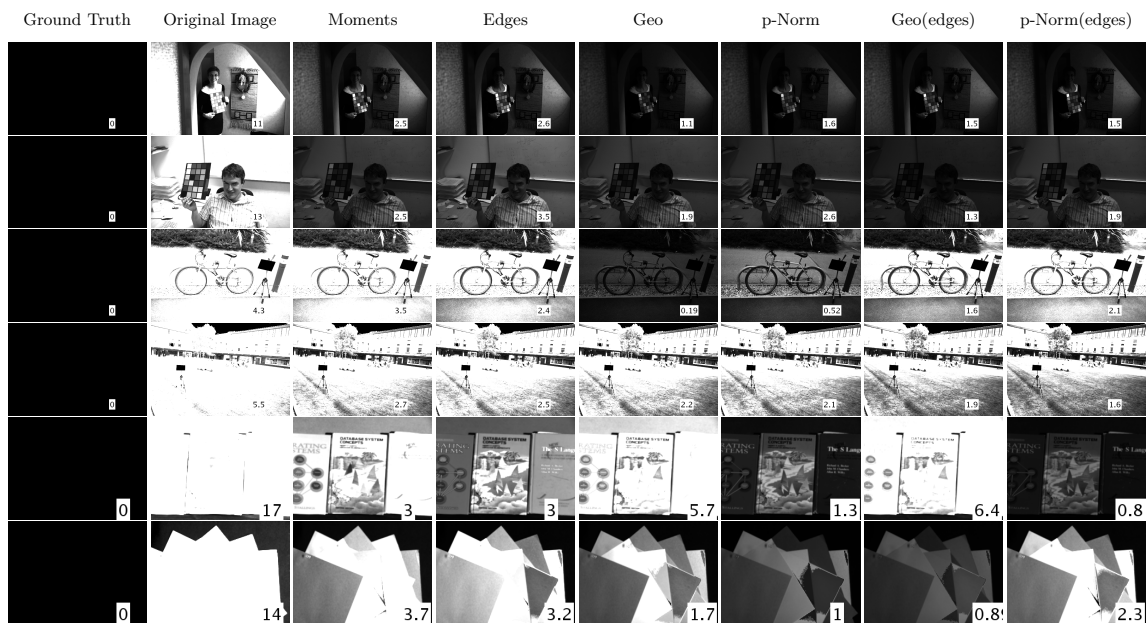 Ground Truth Original Image Moments Edges Geo p-Norm Geo(edges) p-Norm(edges)
0 11 2.5 2.6 1.1 1.6 1.5 1.5
0 13 2.5 3.5 1.9 2.6 1.3 1.9
0 4.3 3.5 2.4 0.19 0.52 1.6 2.1
0 5.5 2.7 2.5 2.2 2.1 1.9 1.6
DATABASE SYSTEM CONCEPTS
The S Lang
0 17 3 3 5.7 1.3 6.4 0.8
0 14 3.7 3.2 1.7 1 0.89 2.3